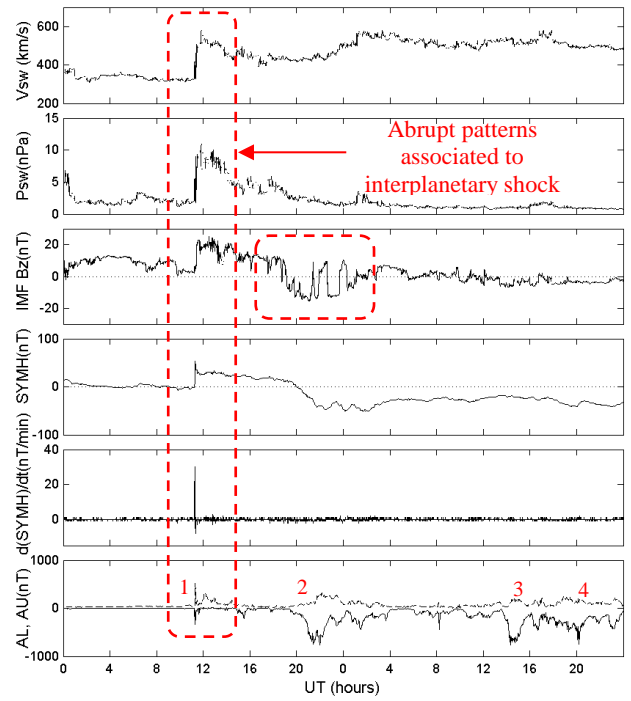 600
400
200
Vsw (km/s)
15
10
5
0
Psw(nPa)
Abrupt patterns
associated to
interplanetary shock
20
0
-20
IMF Bz(nT)
100
0
-100
SYMH(nT)
40
20
0
d(SYMH)/dt(nT/min)
1000
0
-1000
AL, AU(nT)
1 2 3 4
0 4 8 12 16 20 0 4 8 12 16 20
UT (hours)